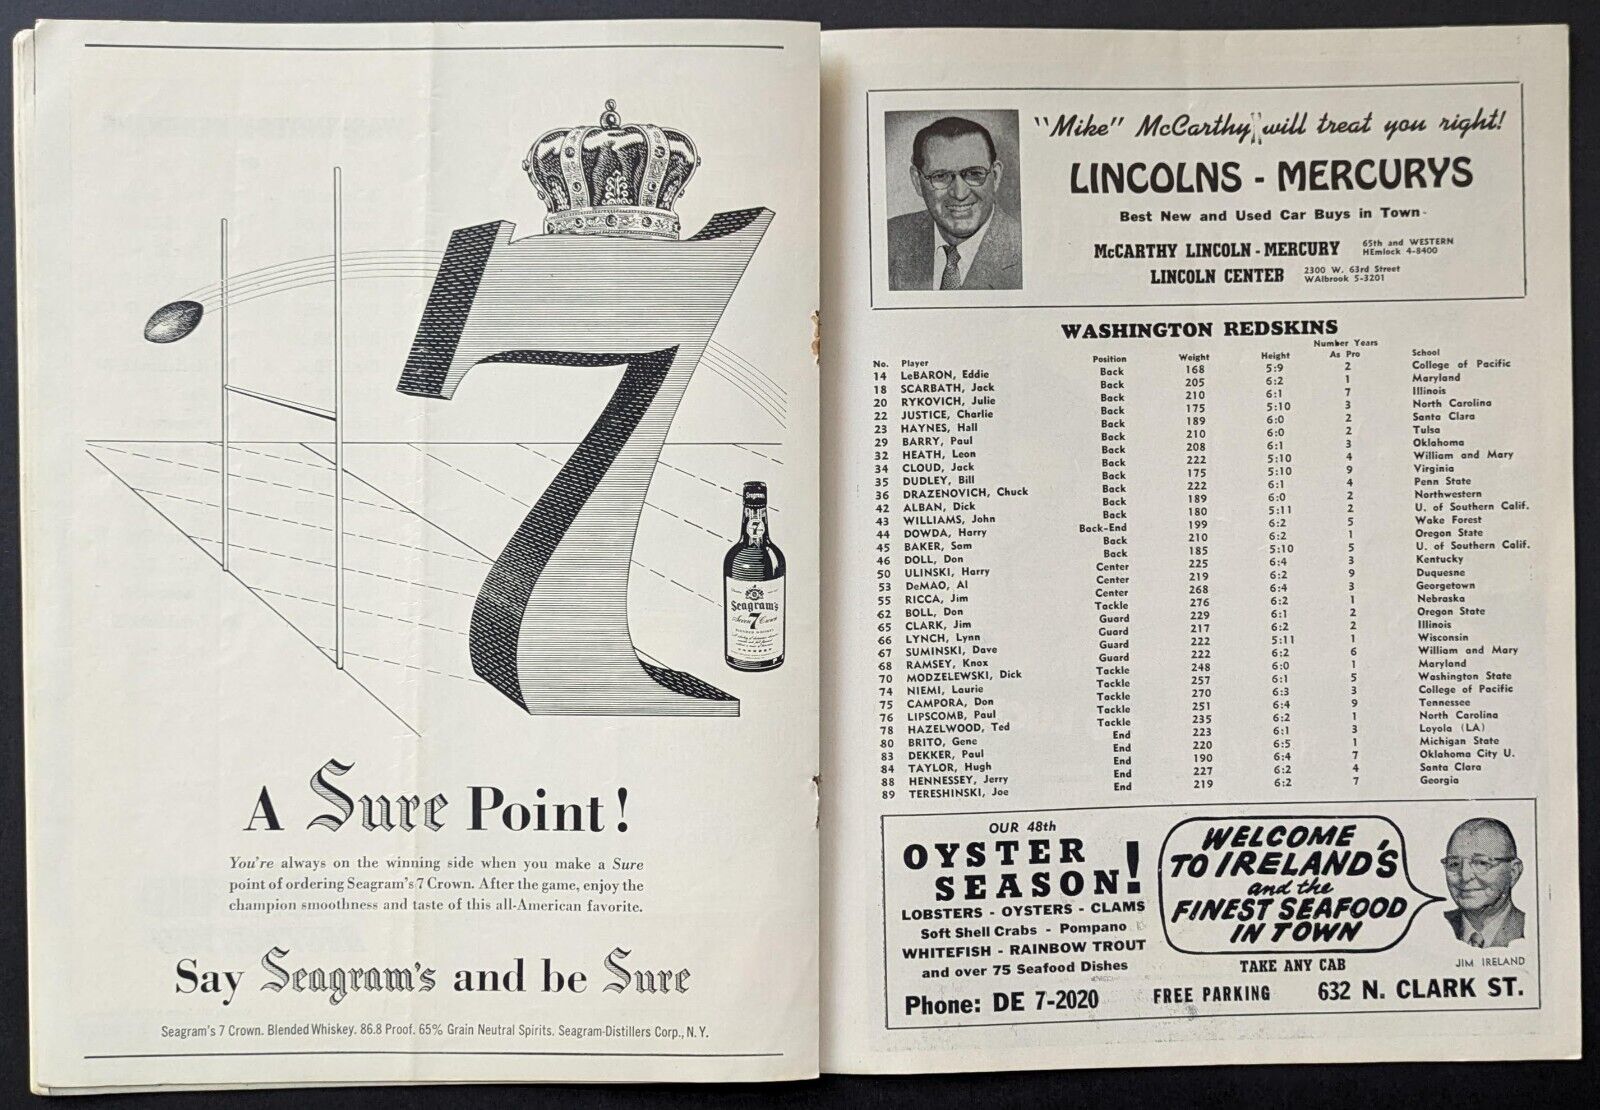 A Sure Point!
You're always on the winning side when you make a Sure
point of ordering Seagram's 7 Crown. After the game, enjoy the
champion smoothness and taste of this all-American favorite.
Say Seagram's and be Sure
Seagram's 7 Crown. Blended Whiskey. 86.8 Proof. 65% Grain Neutral Spirits. Seagram-Distillers Corp., N. Y.
7
Seagram's
7
Seagram's
Seven 7 Crown
BLENDED WHISKEY
"Mike" McCarthy will treat you right!
LINCOLNS - MERCURYS
Best New and Used Car Buys in Town
McCARTHY LINCOLN - MERCURY 65th and WESTERN
HEmlock 4-8400
LINCOLN CENTER 2300 W. 63rd Street
WAlbrook 5-3201
WASHINGTON REDSKINS
No. Player Position Weight Height Number Years As Pro School
14 LeBARON, Eddie Back 168 5:9 2 College of Pacific
18 SCARBATH, Jack Back 205 6:2 1 Maryland
20 RYKOVICH, Julie Back 210 6:1 7 Illinois
22 JUSTICE, Charlie Back 175 5:10 3 North Carolina
23 HAYNES, Hall Back 189 6:0 2 Santa Clara
29 BARRY, Paul Back 210 6:0 2 Tulsa
32 HEATH, Leon Back 208 6:1 3 Oklahoma
34 CLOUD, Jack Back 222 5:10 4 William and Mary
35 DUDLEY, Bill Back 175 5:10 9 Virginia
36 DRAZENOVICH, Chuck Back 222 6:1 4 Penn State
42 ALBAN, Dick Back 189 6:0 2 Northwestern
43 WILLIAMS, John Back 180 5:11 2 U. of Southern Calif.
44 DOWDA, Harry Back-End 199 6:2 5 Wake Forest
45 BAKER, Sam Back 210 6:2 1 Oregon State
46 DOLL, Don Back 185 5:10 5 U. of Southern Calif.
50 ULINSKI, Harry Center 225 6:4 3 Kentucky
53 DeMAO, Al Center 219 6:2 9 Duquesne
55 RICCA, Jim Center 268 6:4 3 Georgetown
62 BOLL, Don Tackle 276 6:2 1 Nebraska
65 CLARK, Jim Guard 229 6:1 2 Oregon State
66 LYNCH, Lynn Guard 217 6:2 2 Illinois
67 SUMINSKI, Dave Guard 222 5:11 1 Wisconsin
68 RAMSEY, Knox Guard 222 6:2 6 William and Mary
70 MODZELEWSKI, Dick Tackle 248 6:0 1 Maryland
74 NIEMI, Laurie Tackle 257 6:1 5 Washington State
75 CAMPORA, Don Tackle 270 6:3 3 College of Pacific
76 LIPSCOMB, Paul Tackle 251 6:4 9 Tennessee
78 HAZELWOOD, Ted Tackle 235 6:2 1 North Carolina
80 BRITO, Gene End 223 6:1 3 Loyola (LA)
83 DEKKER, Paul End 220 6:5 1 Michigan State
84 TAYLOR, Hugh End 190 6:4 7 Oklahoma City U.
88 HENNESSEY, Jerry End 227 6:2 4 Santa Clara
89 TERESHINSKI, Joe End 219 6:2 7 Georgia
OUR 48th
OYSTER
SEASON!
LOBSTERS - OYSTERS - CLAMS
Soft Shell Crabs - Pompano
WHITEFISH - RAINBOW TROUT
and over 75 Seafood Dishes
Phone: DE 7-2020
WELCOME
TO IRELAND'S
and the
FINEST SEAFOOD
IN TOWN
JIM IRELAND
TAKE ANY CAB
FREE PARKING 632 N. CLARK ST.